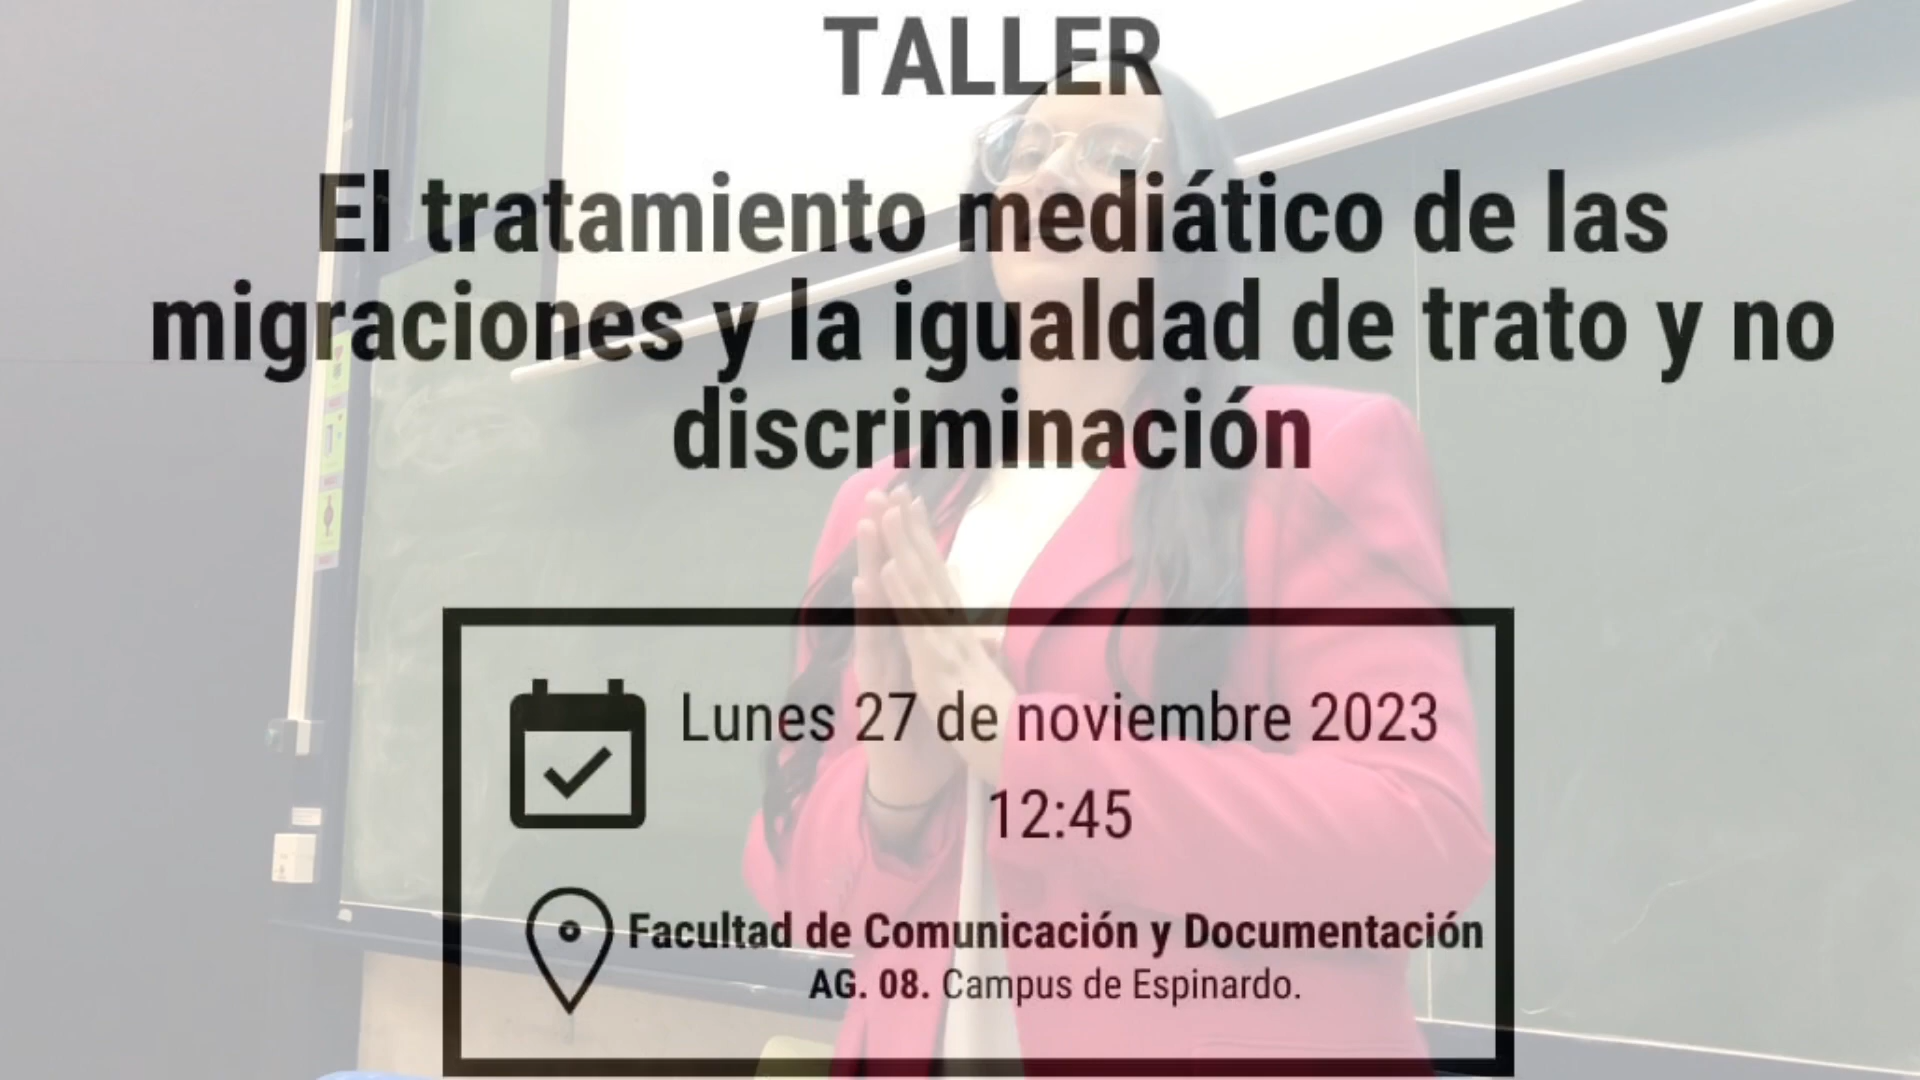 TALLER
El tratamiento mediático de las
migraciones y la igualdad de trato y no
discriminación
Lunes 27 de noviembre 2023
12:45
Facultad de Comunicación y Documentación
AG. 08. Campus de Espinardo.